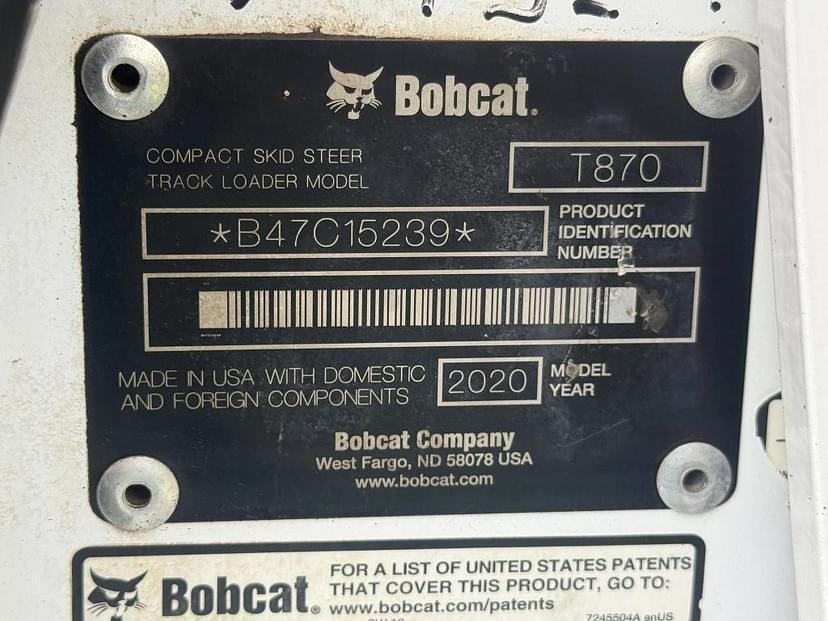 Bobcat.
COMPACT SKID STEER
TRACK LOADER MODEL
T870
*B47C15239*
PRODUCT
IDENTIFICATION
NUMBER
MADE IN USA WITH DOMESTIC
AND FOREIGN COMPONENTS
2020
MODEL
YEAR
Bobcat Company
West Fargo, ND 58078 USA
www.bobcat.com
Bobcat.
FOR A LIST OF UNITED STATES PATENTS
THAT COVER THIS PRODUCT, GO TO:
www.bobcat.com/patents
7245504A enUS